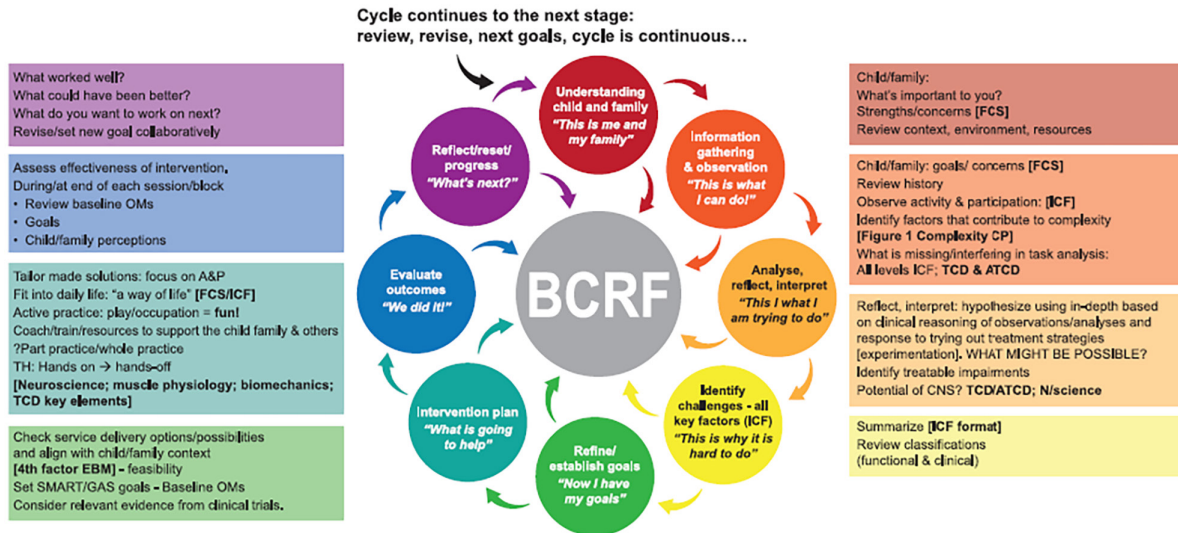 Cycle continues to the next stage:
review, revise, next goals, cycle is continuous...
What worked well?
What could have been better?
What do you want to work on next?
Revise/set new goal collaboratively
Assess effectiveness of intervention.
During/at end of each session/block
• Review baseline OMs
• Goals
• Child/family perceptions
Tailor made solutions: focus on A&P
Fit into daily life: "a way of life" [FCS/ICF]
Active practice: play/occupation = fun!
Coach/train/resources to support the child family & others
?Part practice/whole practice
TH: Hands on → hands-off
[Neuroscience; muscle physiology; biomechanics;
TCD key elements]
Check service delivery options/possibilities
and align with child/family context
[4th factor EBM] - feasibility
Set SMART/GAS goals - Baseline OMs
Consider relevant evidence from clinical trials.
Understanding
child and family
"This is me and
my family"
Information
gathering
& observation
"This is what
I can do!"
Analyse,
reflect, interpret
"This I what I
am trying to do"
Identify
challenges - all
key factors (ICF)
"This is why it is
hard to do"
Refine/
establish goals
"Now I have
my goals"
Intervention plan
"What is going
to help"
Evaluate
outcomes
"We did it!"
Reflect/reset/
progress
"What's next?"
BCRF
Child/family:
What's important to you?
Strengths/concerns [FCS]
Review context, environment, resources
Child/family: goals/ concerns [FCS]
Review history
Observe activity & participation: [ICF]
Identify factors that contribute to complexity
[Figure 1 Complexity CP]
What is missing/interfering in task analysis:
All levels ICF; TCD & ATCD
Reflect, interpret: hypothesize using in-depth based
on clinical reasoning of observations/analyses and
response to trying out treatment strategies
[experimentation]. WHAT MIGHT BE POSSIBLE?
Identify treatable impairments
Potential of CNS? TCD/ATCD; N/science
Summarize [ICF format]
Review classifications
(functional & clinical)